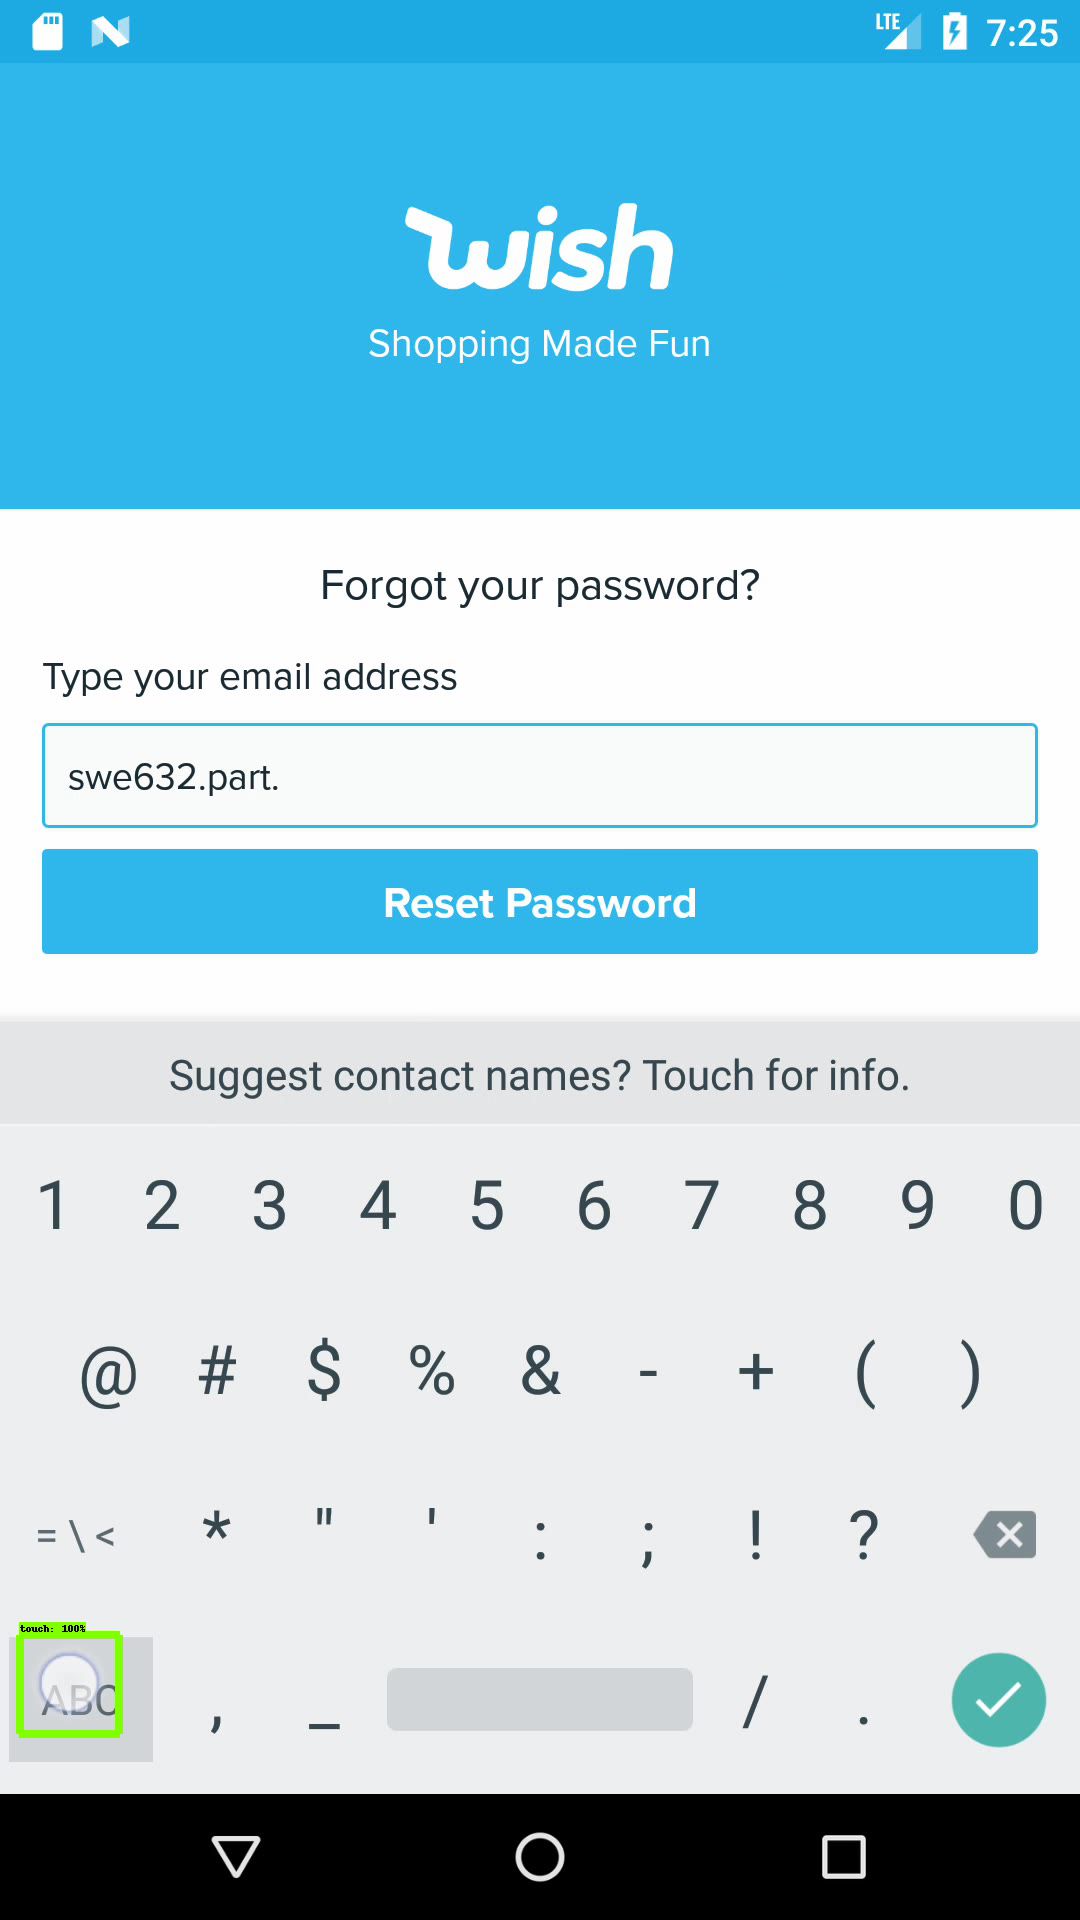 LTE 7:25
wish
Shopping Made Fun
Forgot your password?
Type your email address
swe632.part.
Reset Password
Suggest contact names? Touch for info.
1 2 3 4 5 6 7 8 9 0
@ # $ % & - + ( )
= \ < * " ' : ; ! ?
touch: 100%
ABC , _ / .